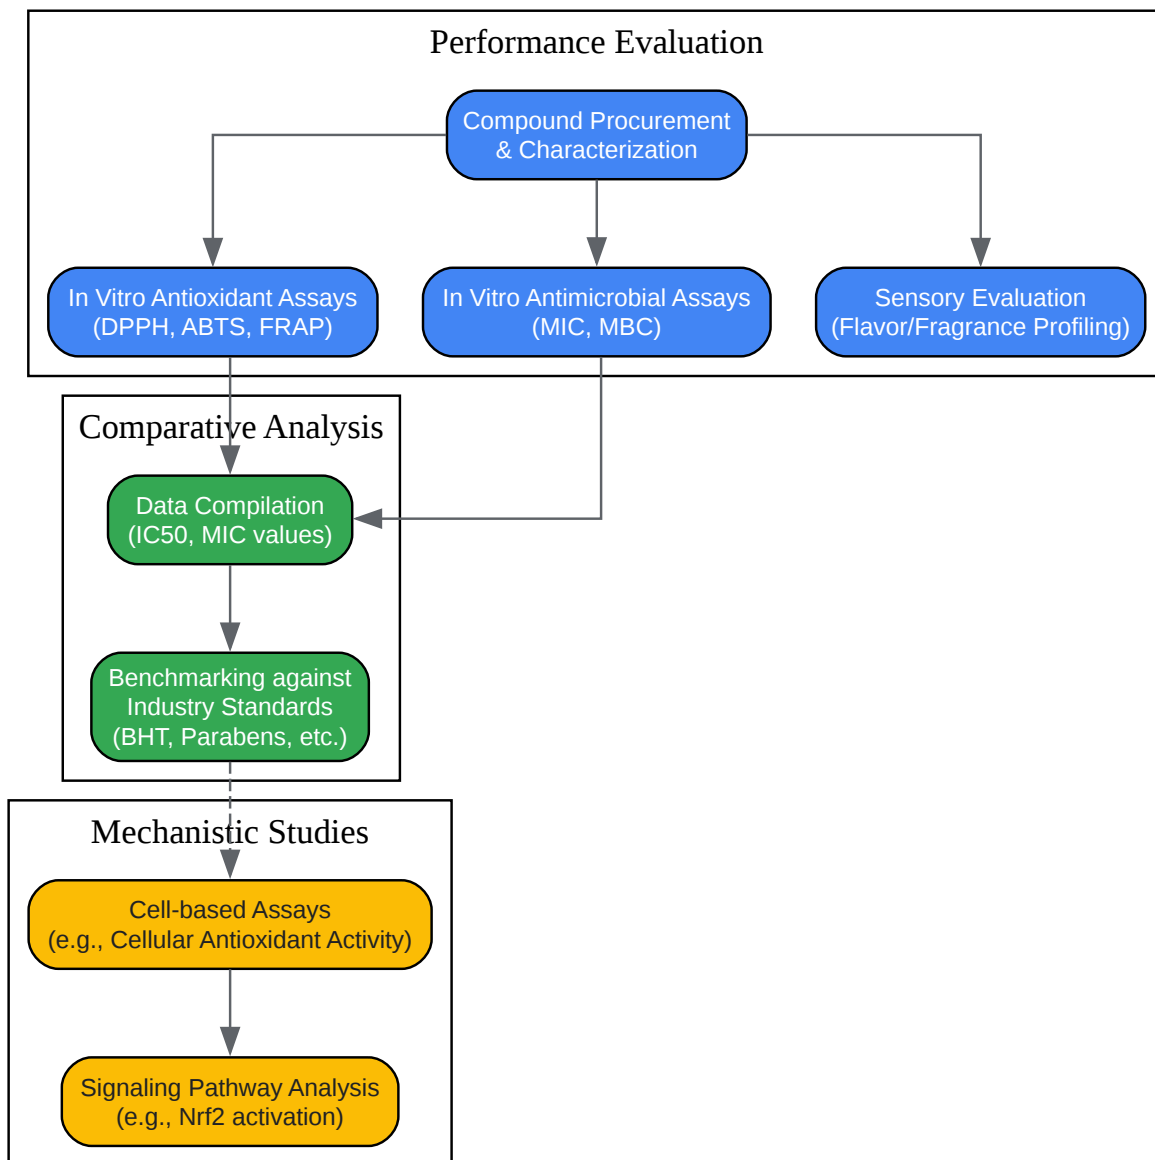 Performance Evaluation
Compound Procurement
& Characterization
In Vitro Antioxidant Assays
(DPPH, ABTS, FRAP)
In Vitro Antimicrobial Assays
(MIC, MBC)
Sensory Evaluation
(Flavor/Fragrance Profiling)
Comparative Analysis
Data Compilation
(IC50, MIC values)
Benchmarking against
Industry Standards
(BHT, Parabens, etc.)
Mechanistic Studies
Cell-based Assays
(e.g., Cellular Antioxidant Activity)
Signaling Pathway Analysis
(e.g., Nrf2 activation)